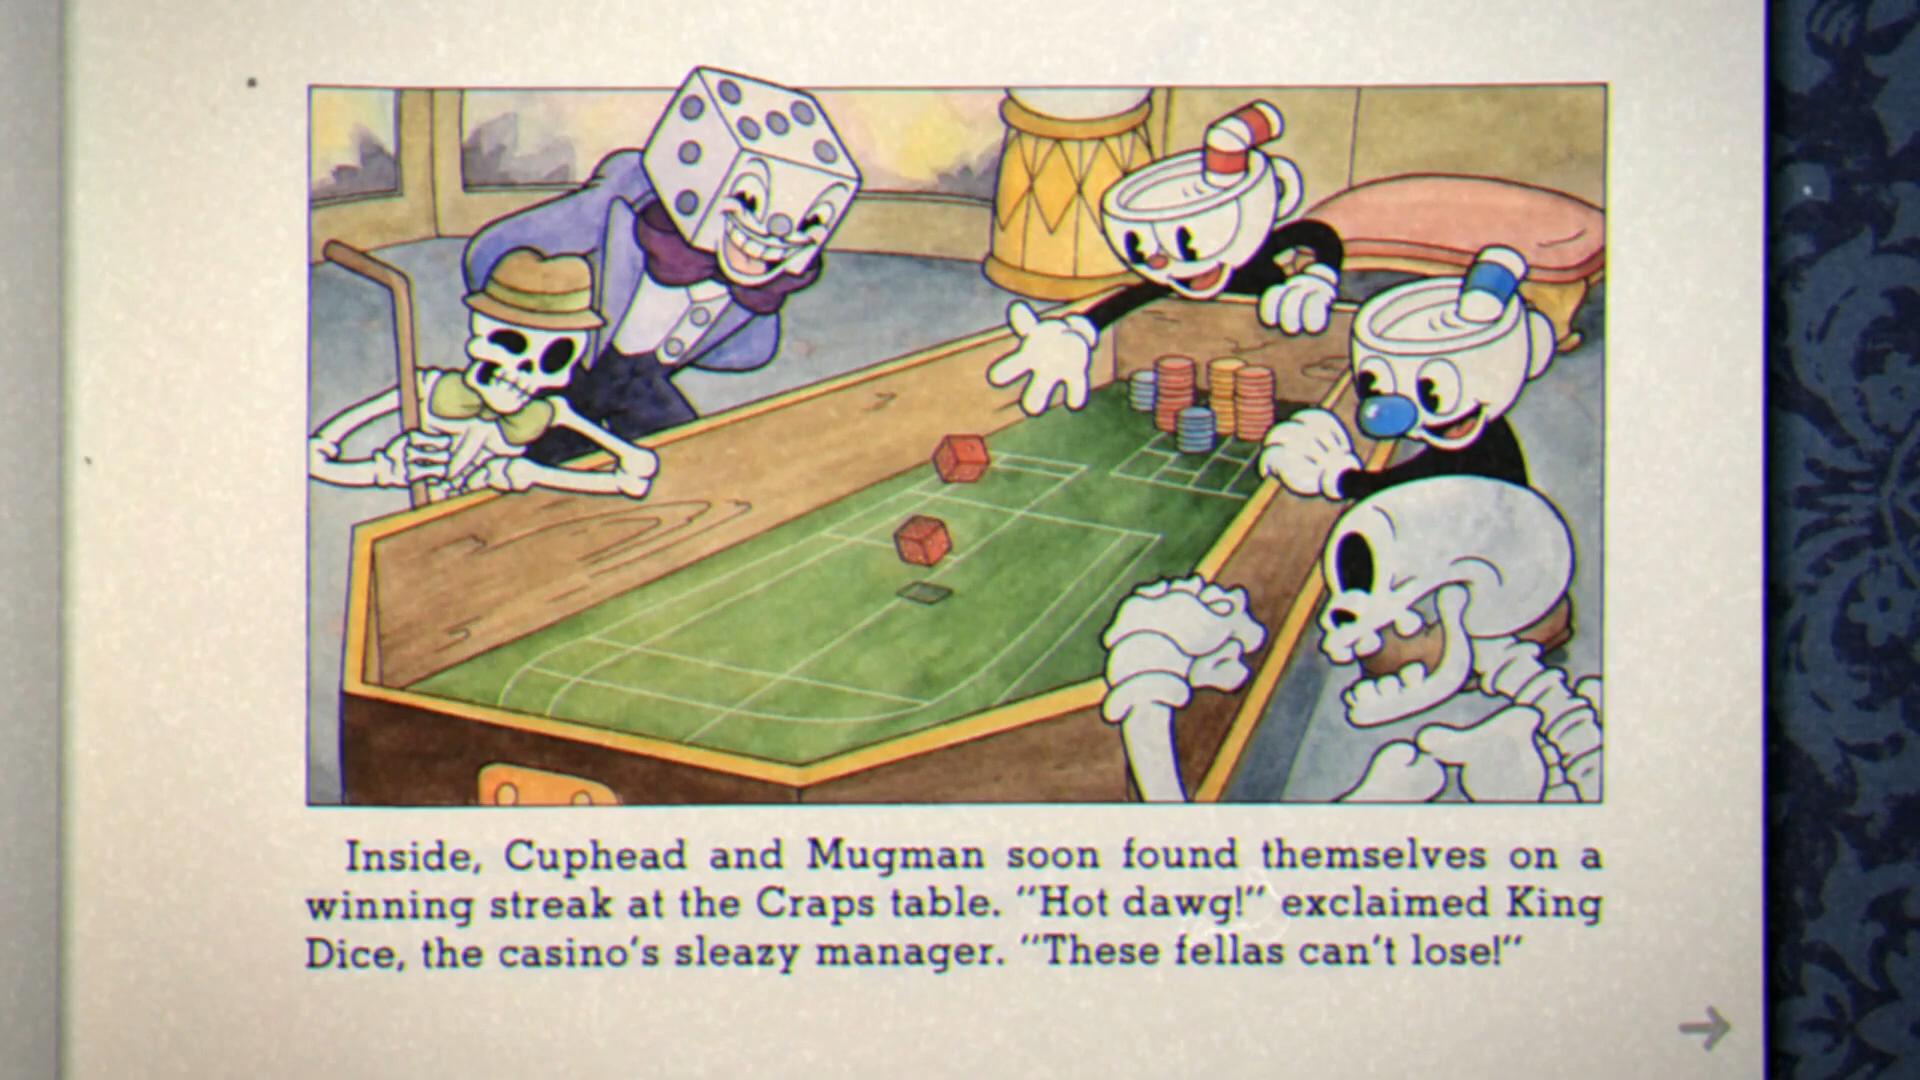 Inside, Cuphead and Mugman soon found themselves on a
winning streak at the Craps table. "Hot dawg!" exclaimed King
Dice, the casino's sleazy manager. "These fellas can't lose!"